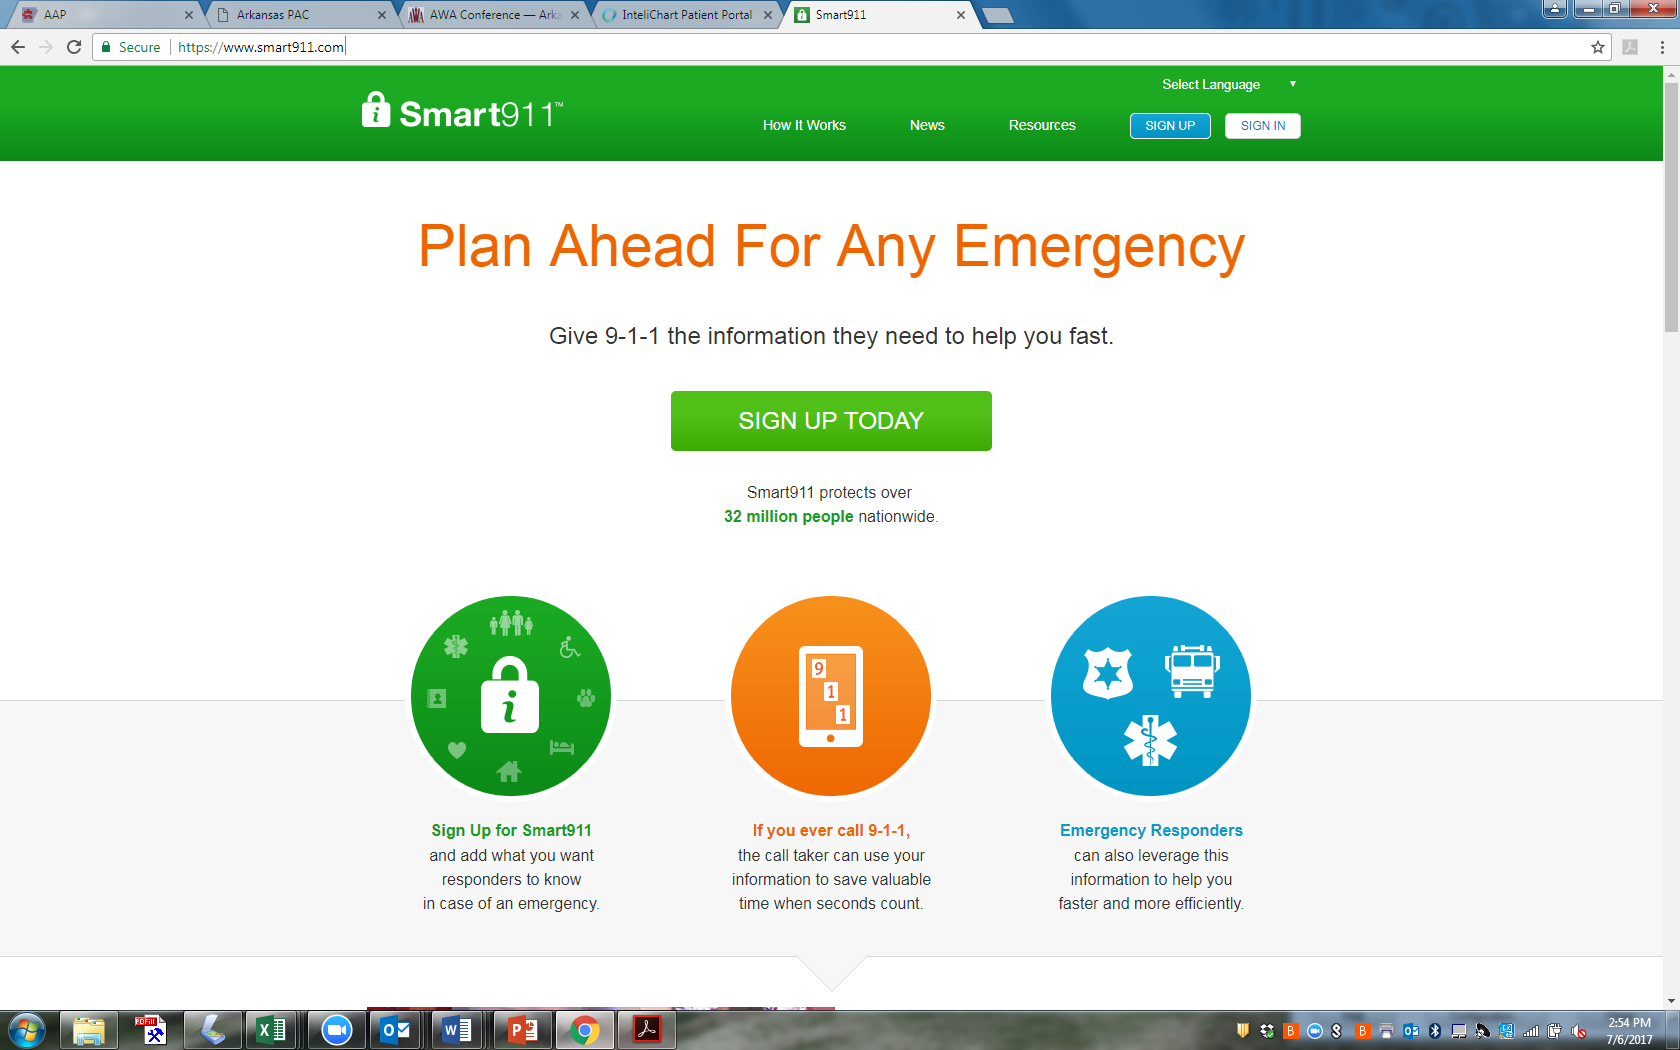 AAP
Arkansas PAC
AWA Conference — Arka
InteliChart Patient Portal
Smart911
Secure
https://www.smart911.com
Select Language
Smart911™
How It Works
News
Resources
SIGN UP
SIGN IN
Plan Ahead For Any Emergency
Give 9-1-1 the information they need to help you fast.
SIGN UP TODAY
Smart911 protects over
32 million people nationwide.
i
9
1
1
Sign Up for Smart911
and add what you want
responders to know
in case of an emergency.
If you ever call 9-1-1,
the call taker can use your
information to save valuable
time when seconds count.
Emergency Responders
can also leverage this
information to help you
faster and more efficiently.
PDFill
2:54 PM
7/6/2017